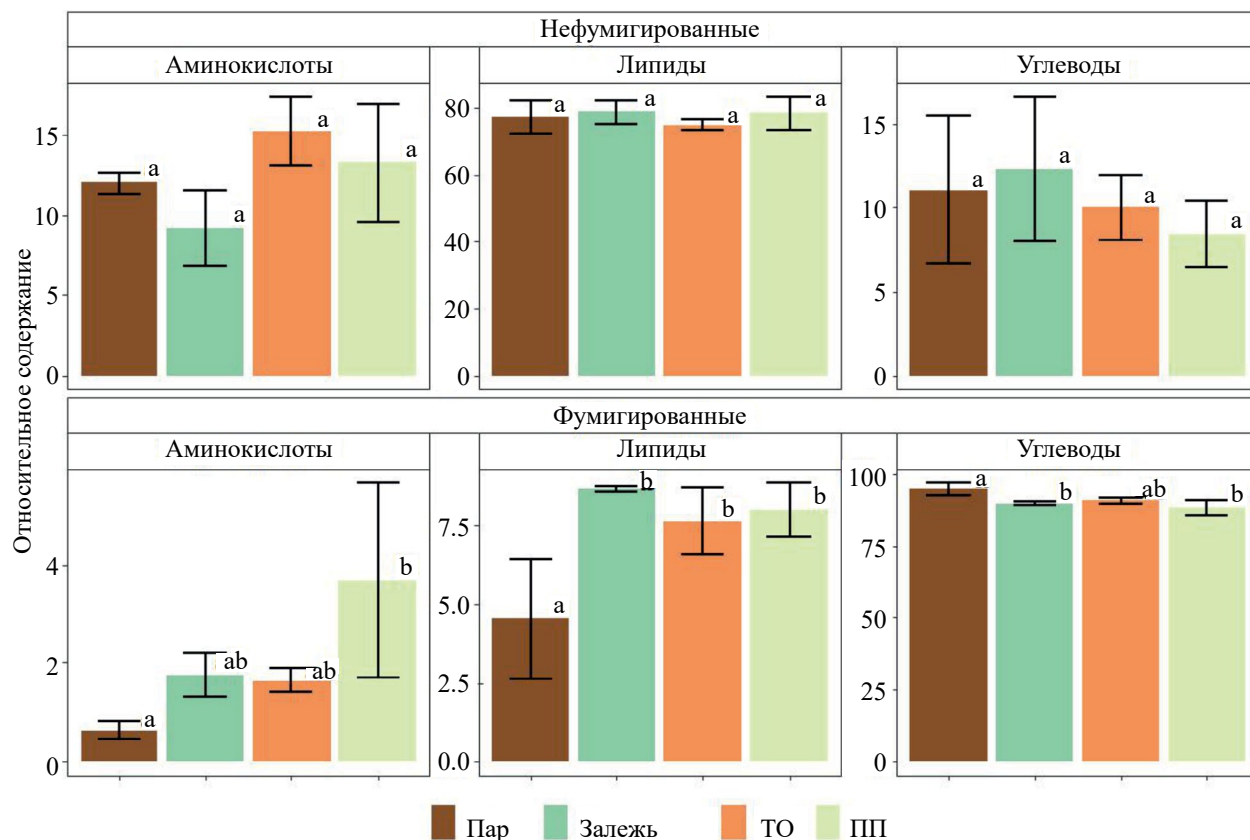 Нефумигированные
Аминокислоты Липиды Углеводы
15
10
5
0
a a a a
80
60
40
20
0
a a a a
15
10
5
0
a a a a
Относительное содержание
Фумигированные
Аминокислоты Липиды Углеводы
4
2
0
a ab ab b
7.5
5.0
2.5
0.0
a b b b
100
75
50
25
0
a b ab b
Пар Залежь ТО ПП